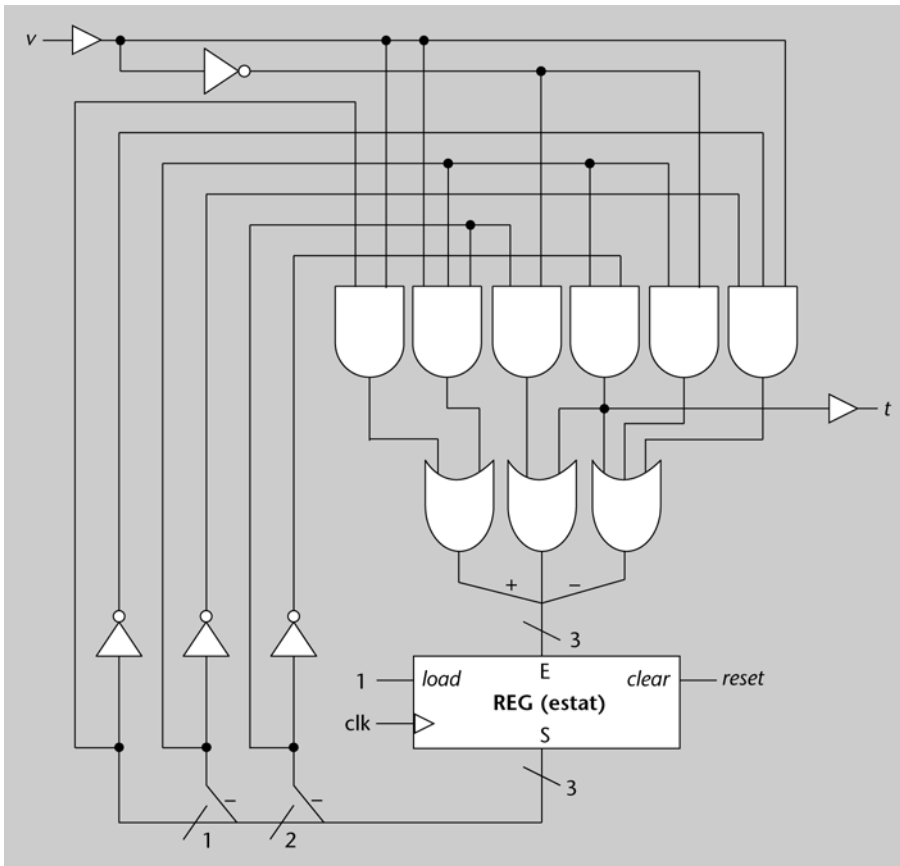 v
t
+ −
3
E
1 load clear reset
REG (estat)
clk
S
3
− −
1 2